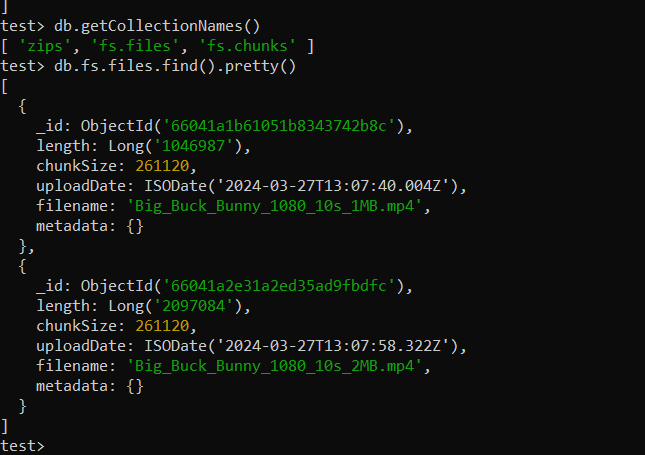 ]
test> db.getCollectionNames()
[ 'zips', 'fs.files', 'fs.chunks' ]
test> db.fs.files.find().pretty()
[
  {
    _id: ObjectId('66041a1b61051b8343742b8c'),
    length: Long('1046987'),
    chunkSize: 261120,
    uploadDate: ISODate('2024-03-27T13:07:40.004Z'),
    filename: 'Big_Buck_Bunny_1080_10s_1MB.mp4',
    metadata: {}
  },
  {
    _id: ObjectId('66041a2e31a2ed35ad9fbdfc'),
    length: Long('2097084'),
    chunkSize: 261120,
    uploadDate: ISODate('2024-03-27T13:07:58.322Z'),
    filename: 'Big_Buck_Bunny_1080_10s_2MB.mp4',
    metadata: {}
  }
]
test>